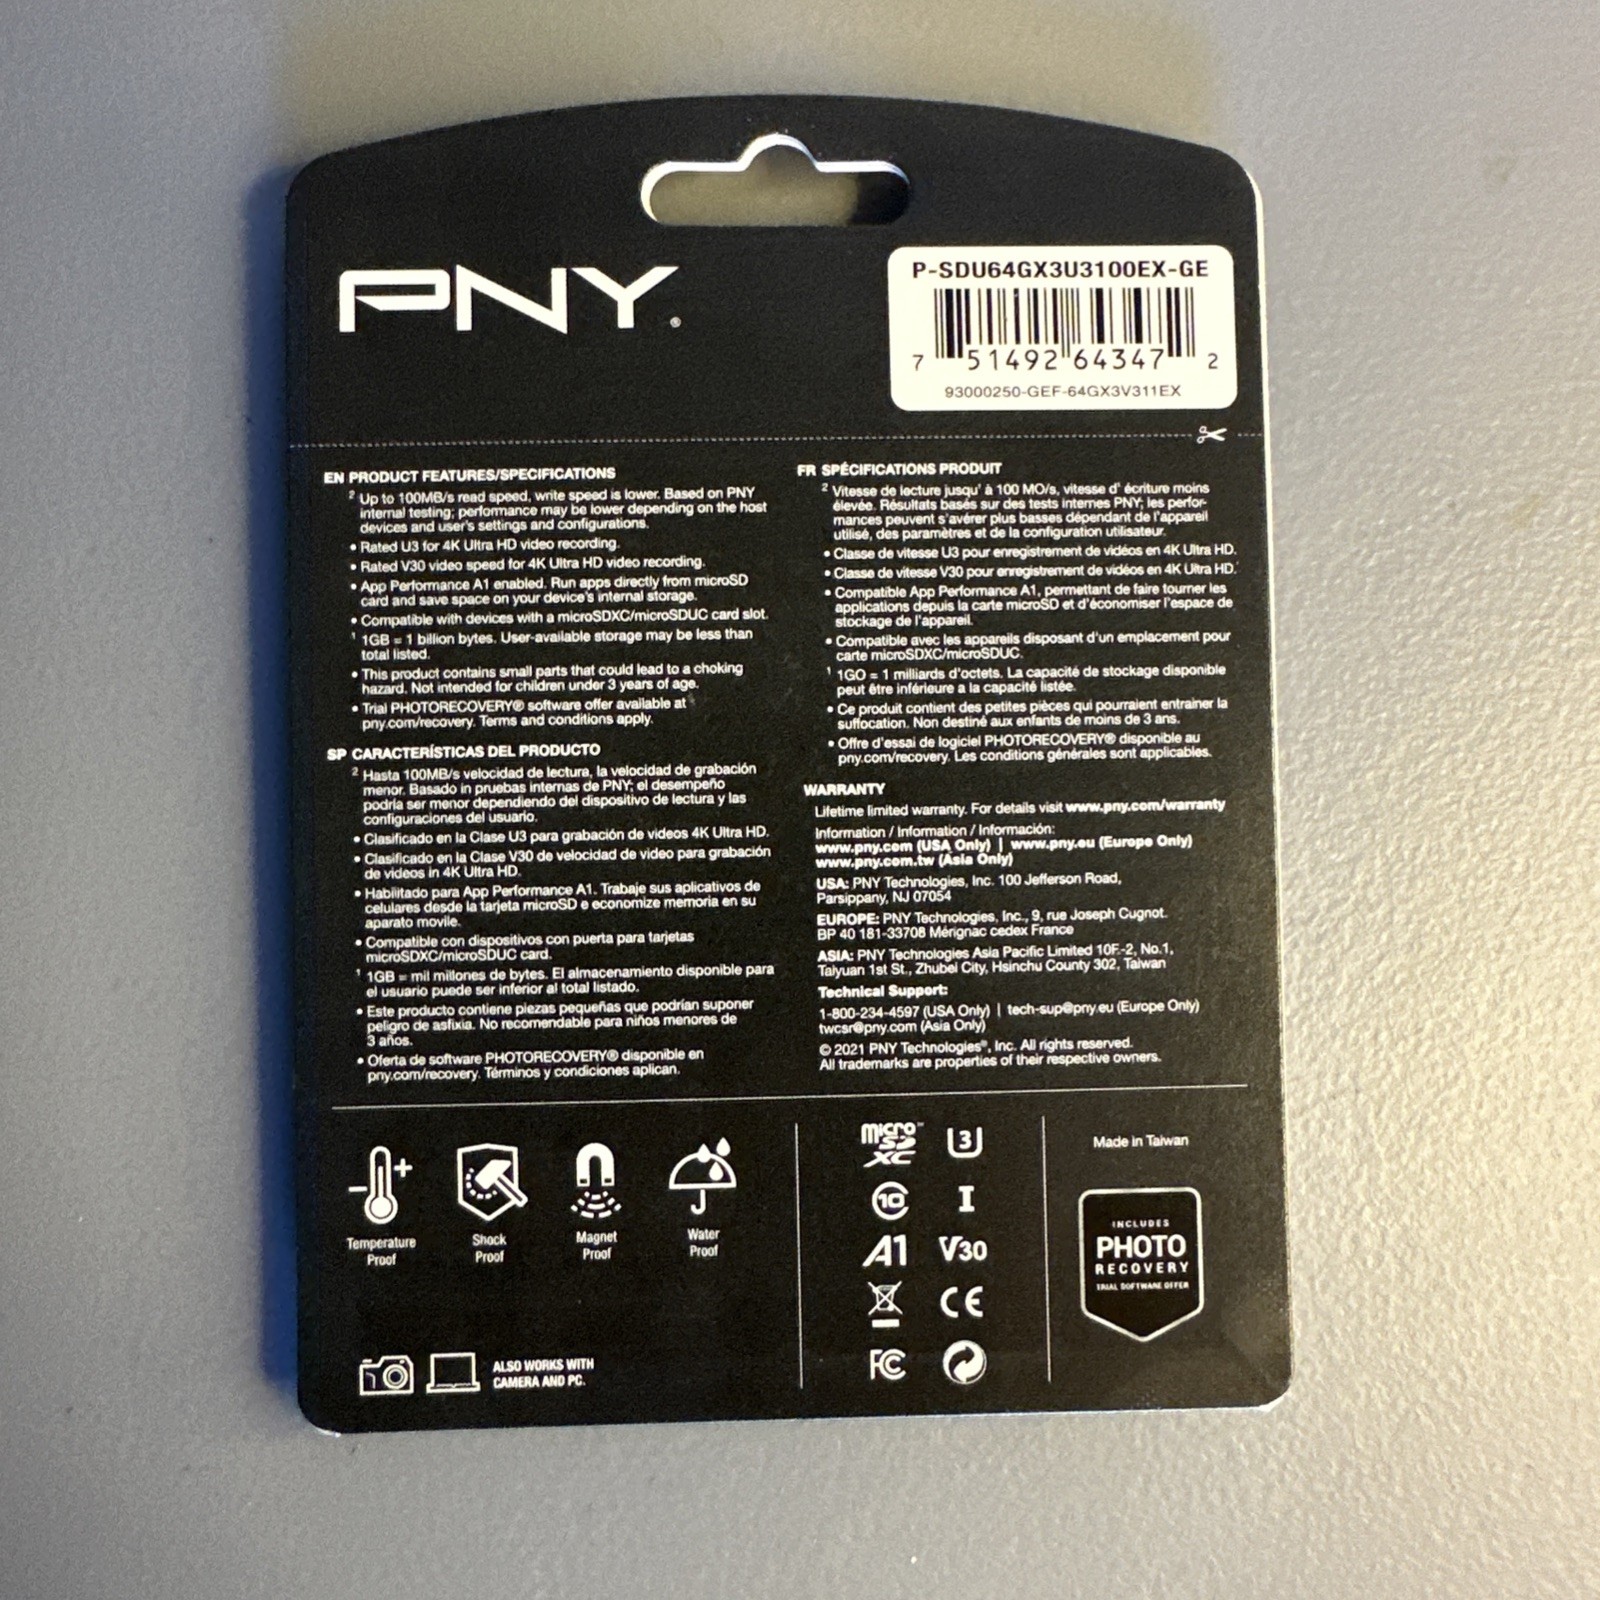 PNY®
P-SDU64GX3U3100EX-GE
7 51492 64347 2
93000250-GEF-64GX3V311EX
EN PRODUCT FEATURES/SPECIFICATIONS
² Up to 100MB/s read speed, write speed is lower. Based on PNY
internal testing; performance may be lower depending on the host
devices and user's settings and configurations.
• Rated U3 for 4K Ultra HD video recording.
• Rated V30 video speed for 4K Ultra HD video recording.
• App Performance A1 enabled. Run apps directly from microSD
card and save space on your device's internal storage.
• Compatible with devices with a microSDXC/microSDUC card slot.
¹ 1GB = 1 billion bytes. User-available storage may be less than
total listed.
• This product contains small parts that could lead to a choking
hazard. Not intended for children under 3 years of age.
• Trial PHOTORECOVERY® software offer available at
pny.com/recovery. Terms and conditions apply.
SP CARACTERÍSTICAS DEL PRODUCTO
² Hasta 100MB/s velocidad de lectura, la velocidad de grabación
menor. Basado in pruebas internas de PNY; el desempeño
podría ser menor dependiendo del dispositivo de lectura y las
configuraciones del usuario.
• Clasificado en la Clase U3 para grabación de videos 4K Ultra HD.
• Clasificado en la Clase V30 de velocidad de video para grabación
de videos in 4K Ultra HD.
• Habilitado para App Performance A1. Trabaje sus aplicativos de
celulares desde la tarjeta microSD e economize memoria en su
aparato movile.
• Compatible con dispositivos con puerta para tarjetas
microSDXC/microSDUC card.
¹ 1GB = mil millones de bytes. El almacenamiento disponible para
el usuario puede ser inferior al total listado.
• Este producto contiene piezas pequeñas que podrían suponer
peligro de asfixia. No recomendable para niños menores de
3 años.
• Oferta de software PHOTORECOVERY® disponible en
pny.com/recovery. Términos y condiciones aplican.
FR SPÉCIFICATIONS PRODUIT
² Vitesse de lecture jusqu' à 100 MO/s, vitesse d' écriture moins
élevée. Résultats basés sur des tests internes PNY; les perfor-
mances peuvent s'avérer plus basses dépendant de l'appareil
utilisé, des paramètres et de la configuration utilisateur.
• Classe de vitesse U3 pour enregistrement de vidéos en 4K Ultra HD.
• Classe de vitesse V30 pour enregistrement de vidéos en 4K Ultra HD.
• Compatible App Performance A1, permettant de faire tourner les
applications depuis la carte microSD et d'économiser l'espace de
stockage de l'appareil.
• Compatible avec les appareils disposant d'un emplacement pour
carte microSDXC/microSDUC.
¹ 1GO = 1 milliards d'octets. La capacité de stockage disponible
peut être inférieure a la capacité listée.
• Ce produit contient des petites pièces qui pourraient entrainer la
suffocation. Non destiné aux enfants de moins de 3 ans.
• Offre d'essai de logiciel PHOTORECOVERY® disponible au
pny.com/recovery. Les conditions générales sont applicables.
WARRANTY
Lifetime limited warranty. For details visit www.pny.com/warranty
Information / Information / Información:
www.pny.com (USA Only) | www.pny.eu (Europe Only)
www.pny.com.tw (Asia Only)
USA: PNY Technologies, Inc. 100 Jefferson Road,
Parsippany, NJ 07054
EUROPE: PNY Technologies, Inc., 9, rue Joseph Cugnot.
BP 40 181-33708 Mérignac cedex France
ASIA: PNY Technologies Asia Pacific Limited 10F.-2, No.1,
Taiyuan 1st St., Zhubei City, Hsinchu County 302, Taiwan
Technical Support:
1-800-234-4597 (USA Only) | tech-sup@pny.eu (Europe Only)
twcsr@pny.com (Asia Only)
© 2021 PNY Technologies®, Inc. All rights reserved.
All trademarks are properties of their respective owners.
Temperature
Proof
Shock
Proof
Magnet
Proof
Water
Proof
ALSO WORKS WITH
CAMERA AND PC.
micro™
SD
XC
3
10
I
A1
V30
CE
FC
Made in Taiwan
INCLUDES
PHOTO
RECOVERY
TRIAL SOFTWARE OFFER